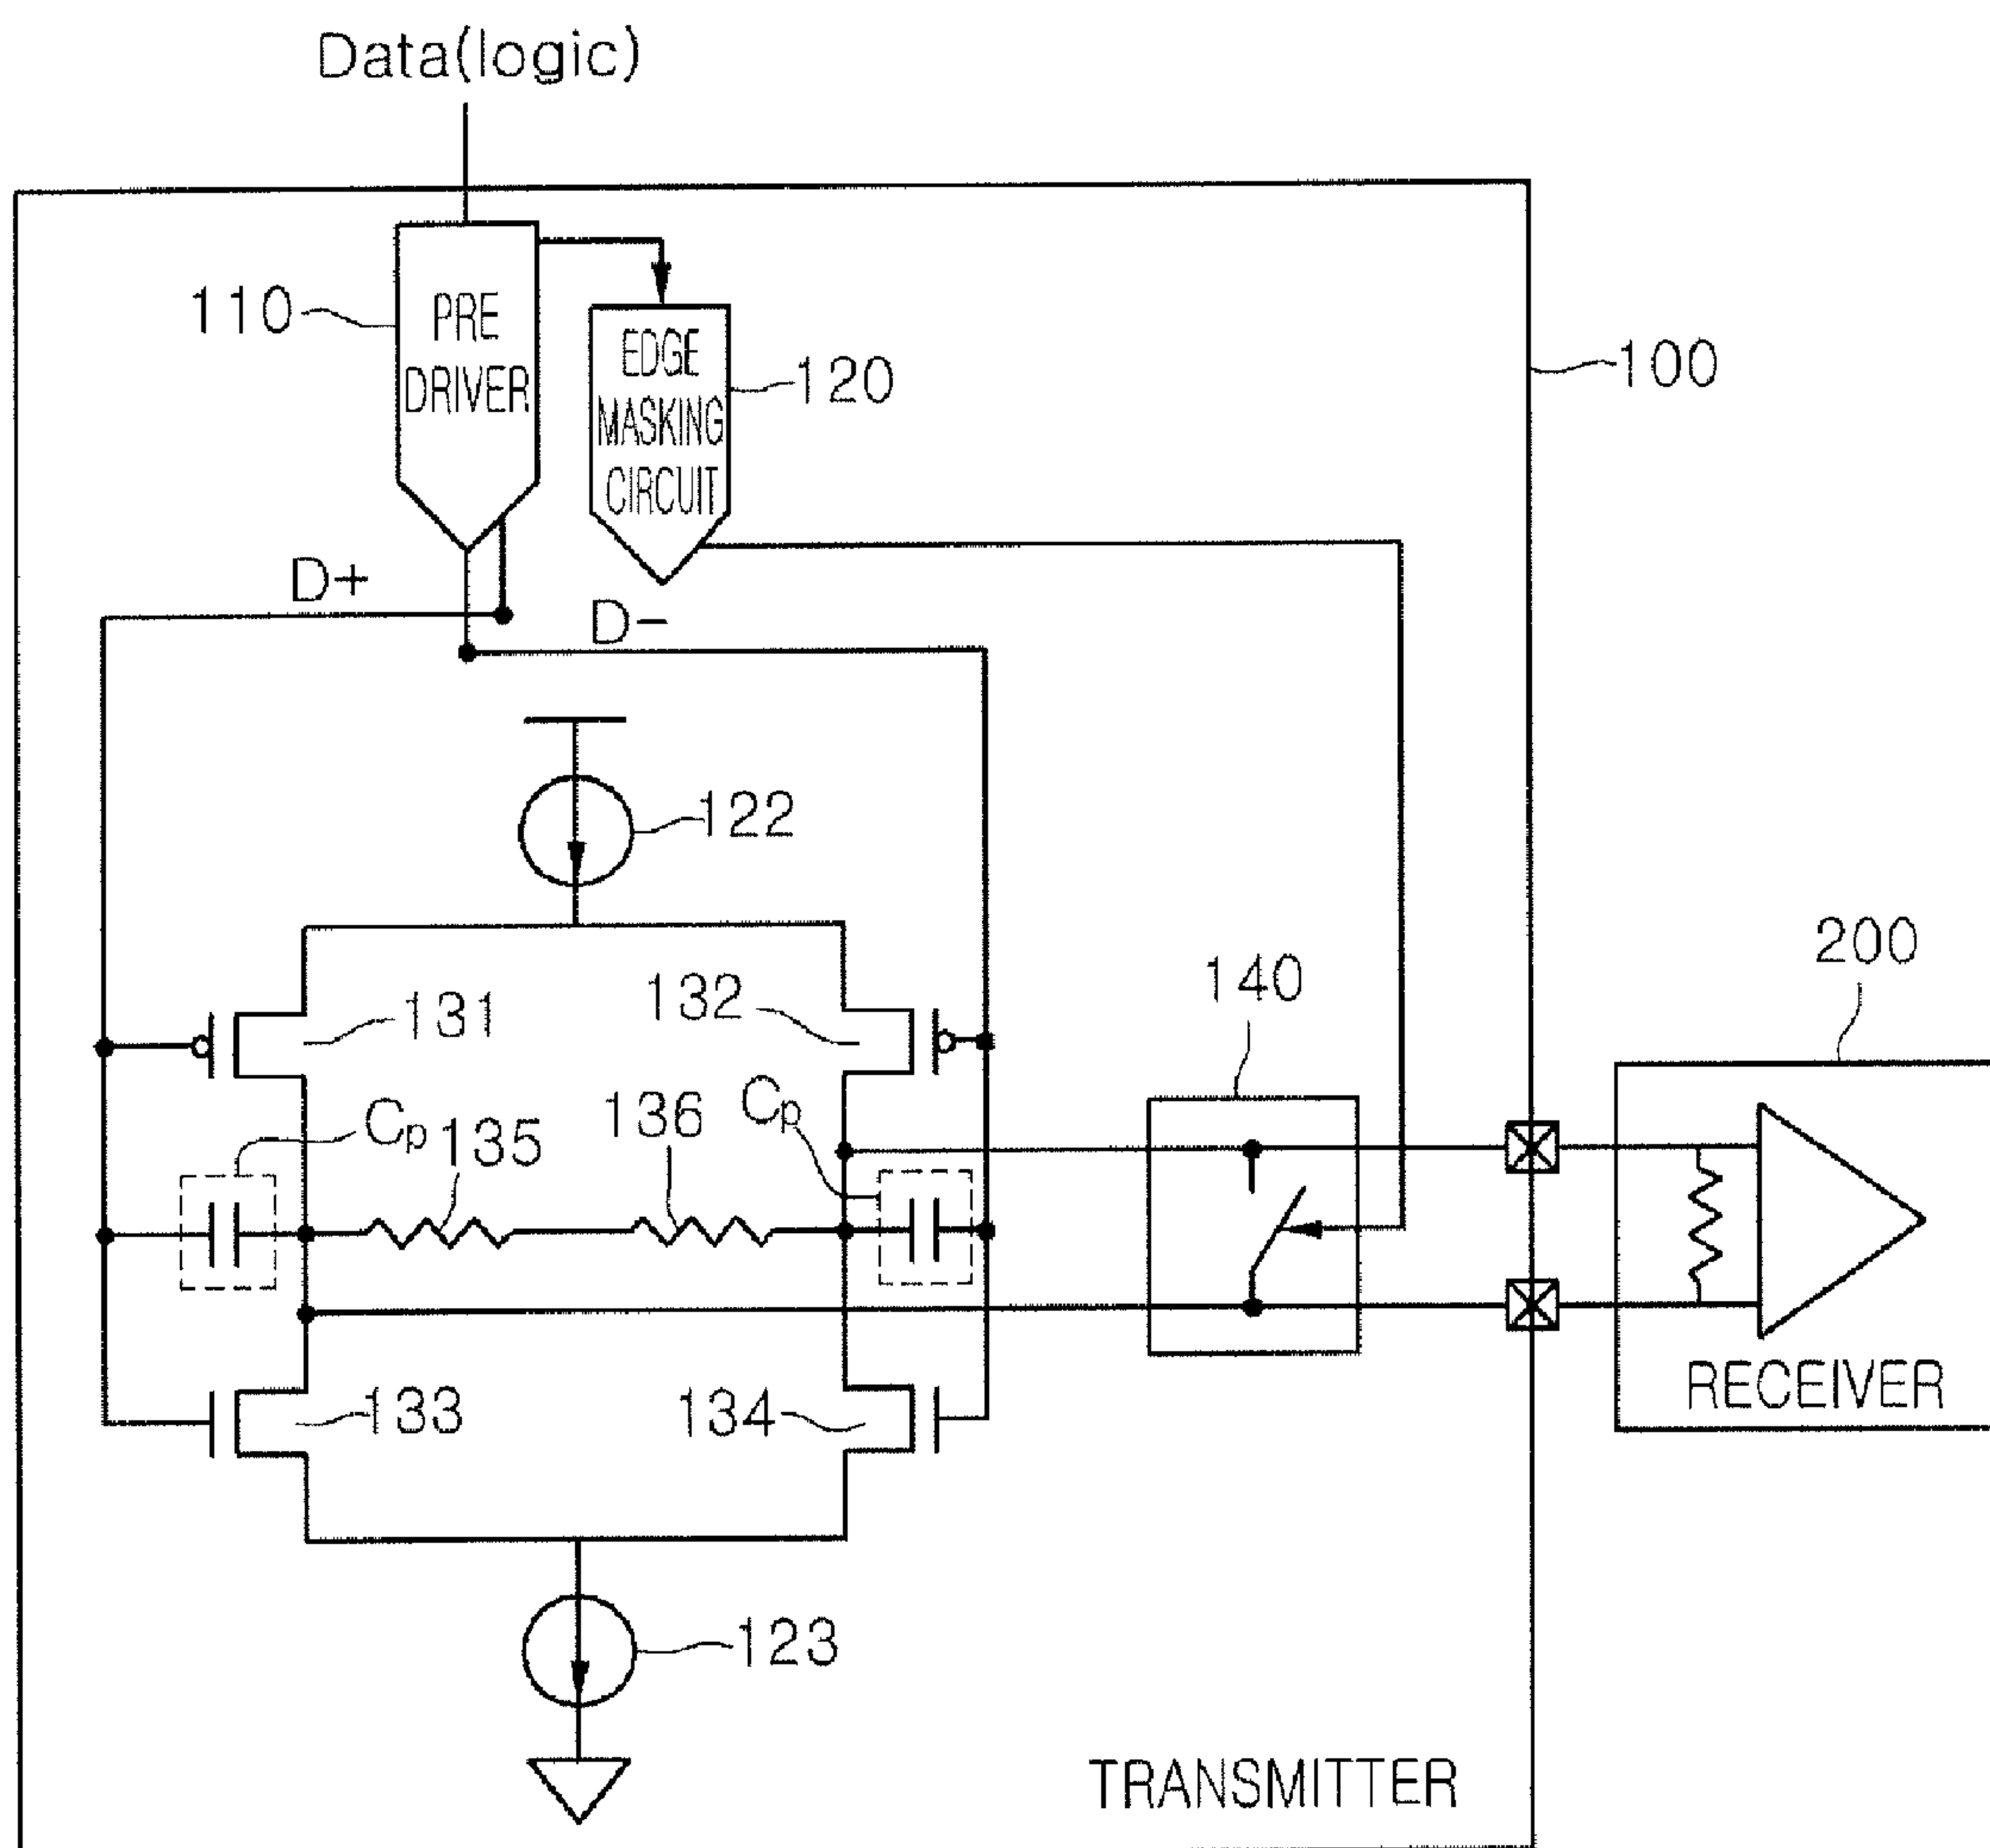 Data(logic)
110
PRE
DRIVER
EDGE
MASKING
CIRCUIT
120
100
D+
D-
122
200
131
132
140
Cp
135
136
Cp
133
134
RECEIVER
123
TRANSMITTER